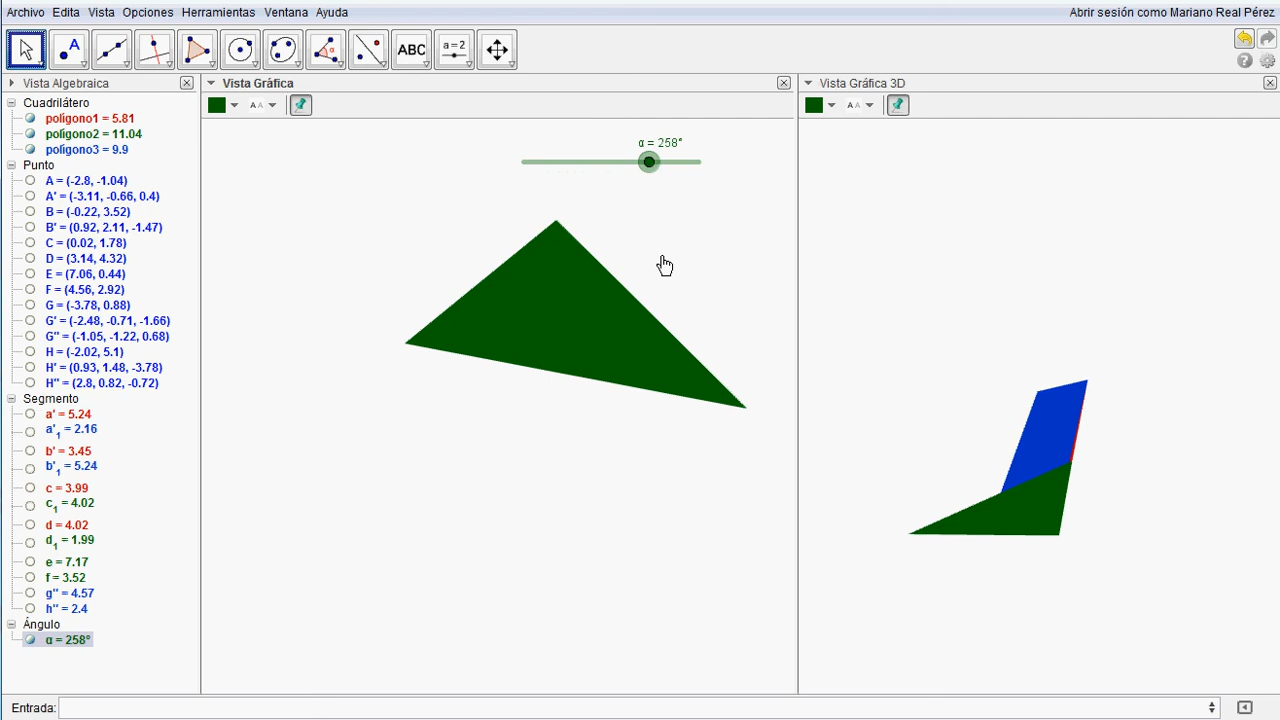 Archivo Edita Vista Opciones Herramientas Ventana Ayuda Abrir sesión como Mariano Real Pérez
A α ABC a=2
Vista Algebraica Vista Gráfica Vista Gráfica 3D
AA AA
Cuadrilátero
polígono1 = 5.81
polígono2 = 11.04
polígono3 = 9.9
Punto
A = (-2.8, -1.04)
A' = (-3.11, -0.66, 0.4)
B = (-0.22, 3.52)
B' = (0.92, 2.11, -1.47)
C = (0.02, 1.78)
D = (3.14, 4.32)
E = (7.06, 0.44)
F = (4.56, 2.92)
G = (-3.78, 0.88)
G' = (-2.48, -0.71, -1.66)
G'' = (-1.05, -1.22, 0.68)
H = (-2.02, 5.1)
H' = (0.93, 1.48, -3.78)
H'' = (2.8, 0.82, -0.72)
Segmento
a' = 5.24
a'1 = 2.16
b' = 3.45
b'1 = 5.24
c = 3.99
c1 = 4.02
d = 4.02
d1 = 1.99
e = 7.17
f = 3.52
g'' = 4.57
h'' = 2.4
Ángulo
α = 258°
α = 258°
Entrada: